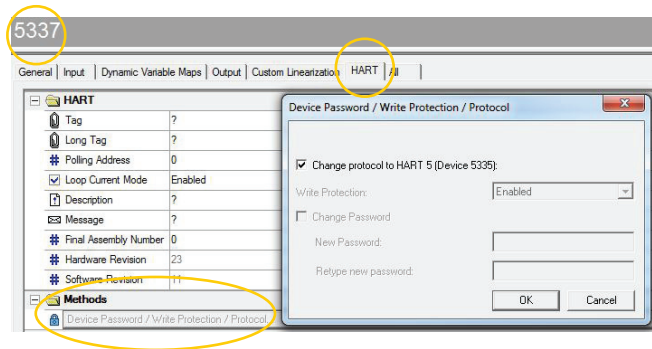 5337
General Input Dynamic Variable Maps Output Custom Linearization HART All
HART
Tag ?
Long Tag ?
Polling Address 0
Loop Current Mode Enabled
Description ?
Message ?
Final Assembly Number 0
Hardware Revision 23
Software Revision 11
Methods
Device Password / Write Protection / Protocol
Device Password / Write Protection / Protocol
Change protocol to HART 5 (Device 5335):
Write Protection: Enabled
Change Password
New Password:
Retype new password:
OK Cancel